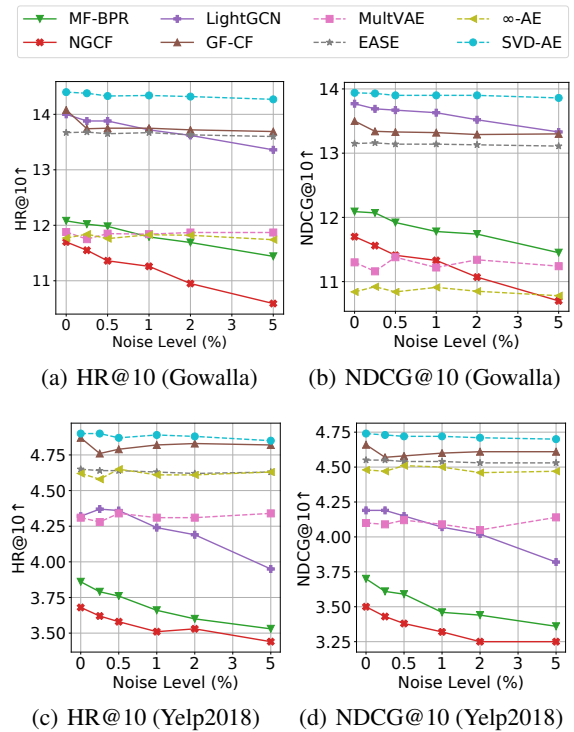 MF-BPR LightGCN MultVAE ∞-AE
NGCF GF-CF EASE SVD-AE
14
13
12
11
HR@10↑
0 0.5 1 2 3 5
Noise Level (%)
14
13
12
11
NDCG@10↑
0 0.5 1 2 3 5
Noise Level (%)
(a) HR@10 (Gowalla) (b) NDCG@10 (Gowalla)
4.75
4.50
4.25
4.00
3.75
3.50
HR@10↑
0 0.5 1 2 3 5
Noise Level (%)
4.75
4.50
4.25
4.00
3.75
3.50
3.25
NDCG@10↑
0 0.5 1 2 3 5
Noise Level (%)
(c) HR@10 (Yelp2018) (d) NDCG@10 (Yelp2018)